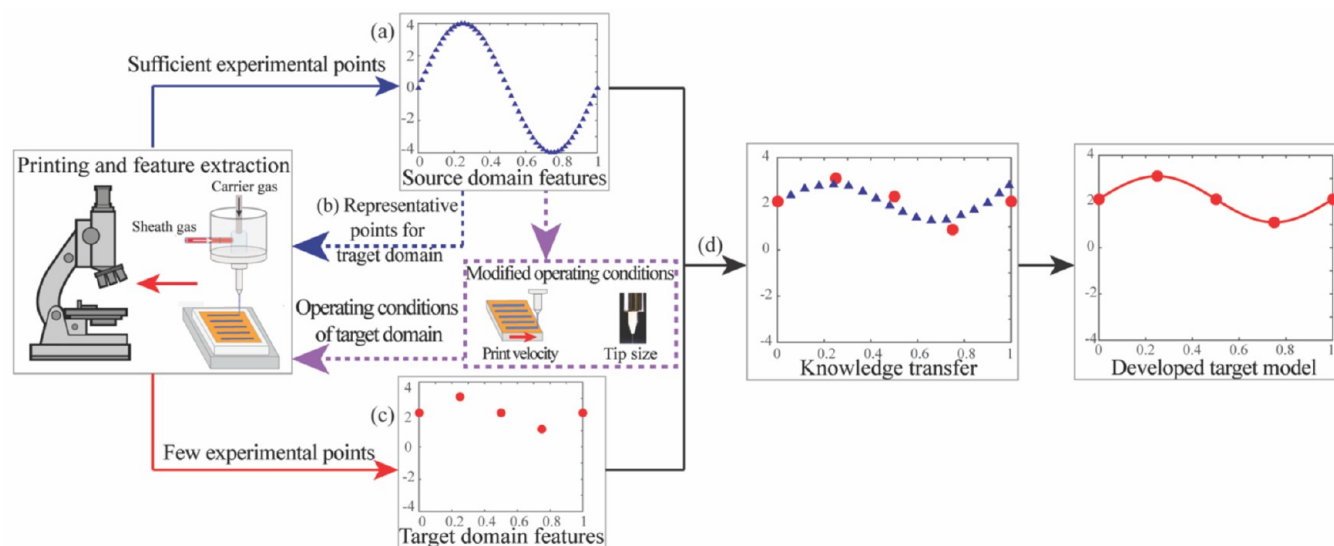 (a)
4
2
0
2
-4
0
0.2
0.4
0.6
0.8
1
Source domain features
Sufficient experimental points
Printing and feature extraction
Carrier gas
Sheath gas
(b) Representative
points for
traget domain
Operating conditions
of target domain
Modified operating conditions
Print velocity
Tip size
Few experimental points
(c)
4
2
0
-2
-4
0
0.2
0.4
0.6
0.8
1
Target domain features
(d)
4
2
0
2
-4
0
0.2
0.4
0.6
0.8
1
Knowledge transfer
4
2
0
2
-4
0
0.2
0.4
0.6
0.8
1
Developed target model